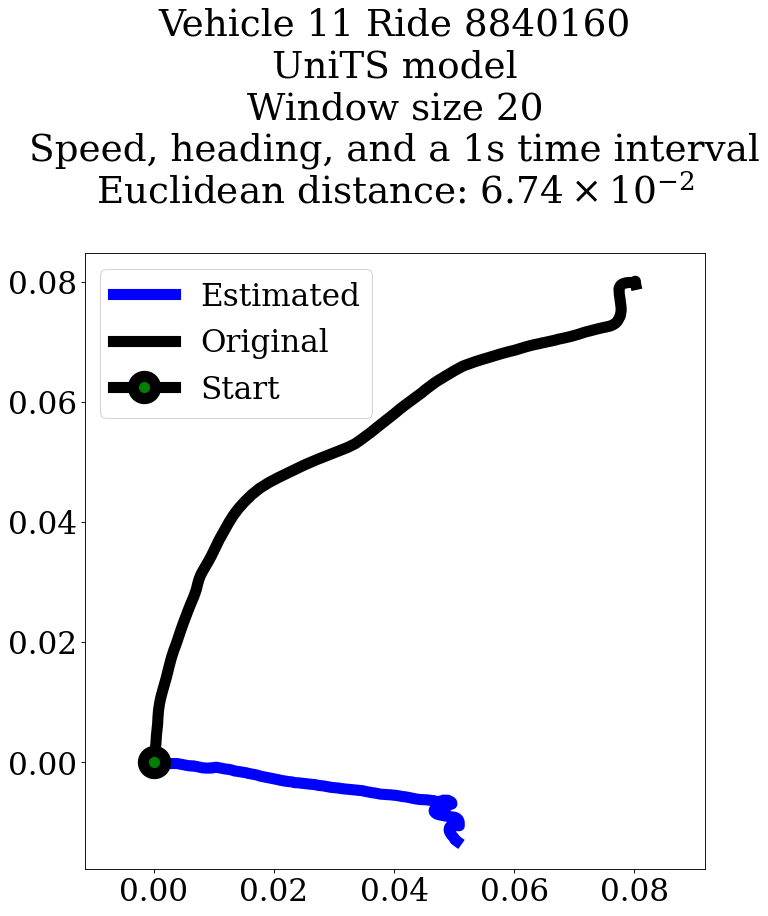 Vehicle 11 Ride 8840160
UniTS model
Window size 20
Speed, heading, and a 1s time interval
Euclidean distance: 6.74 × 10⁻²
Estimated
Original
Start
0.08
0.06
0.04
0.02
0.00
0.00 0.02 0.04 0.06 0.08